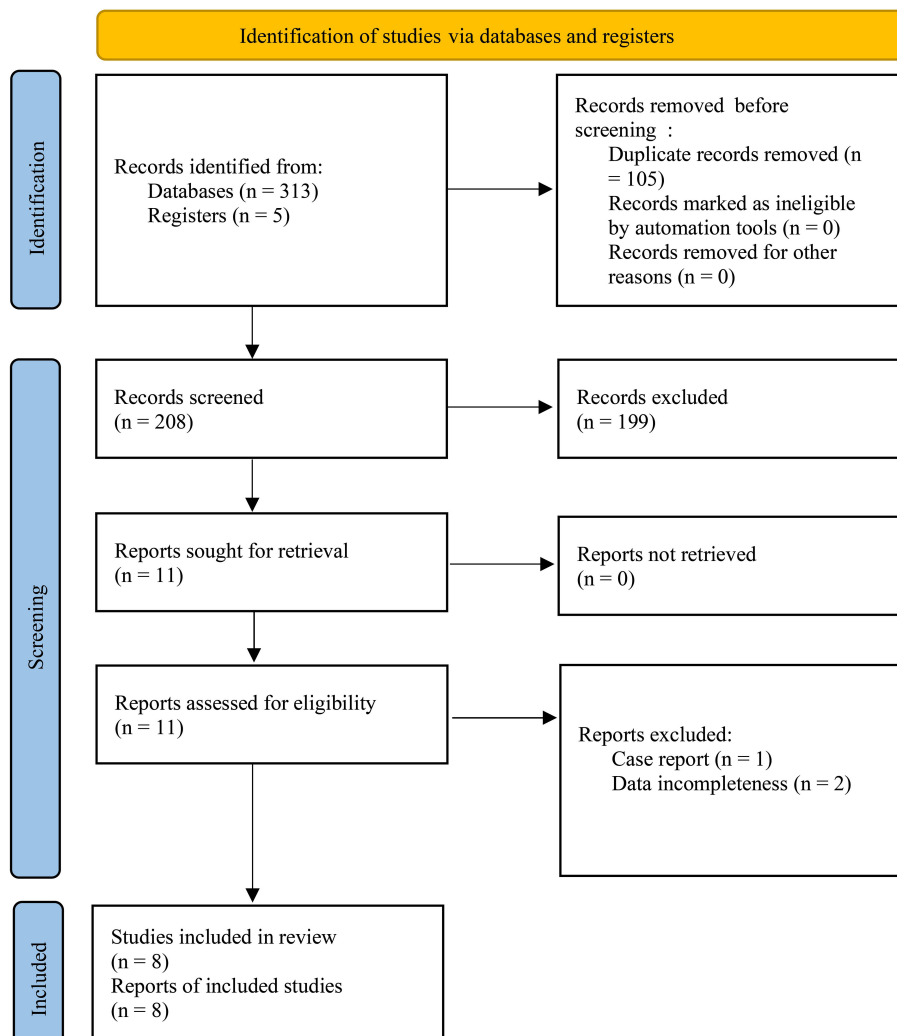 Identification of studies via databases and registers
Identification
Records identified from:
Databases (n = 313)
Registers (n = 5)
Records removed before
screening :
Duplicate records removed (n
= 105)
Records marked as ineligible
by automation tools (n = 0)
Records removed for other
reasons (n = 0)
Screening
Records screened
(n = 208)
Records excluded
(n = 199)
Reports sought for retrieval
(n = 11)
Reports not retrieved
(n = 0)
Reports assessed for eligibility
(n = 11)
Reports excluded:
Case report (n = 1)
Data incompleteness (n = 2)
Included
Studies included in review
(n = 8)
Reports of included studies
(n = 8)